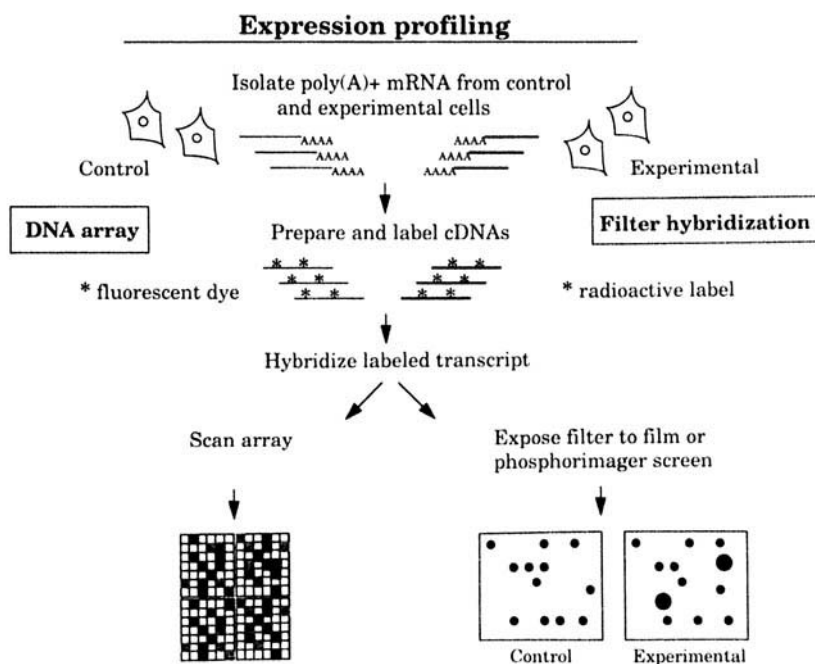 Expression profiling
Isolate poly(A)+ mRNA from control
and experimental cells
AAAA AAAA
AAAA AAAA
AAAA AAAA
Control Experimental
DNA array Filter hybridization
Prepare and label cDNAs
* * * *
* * * *
* * * *
* fluorescent dye * radioactive label
Hybridize labeled transcript
Scan array
Expose filter to film or
phosphorimager screen
Control Experimental